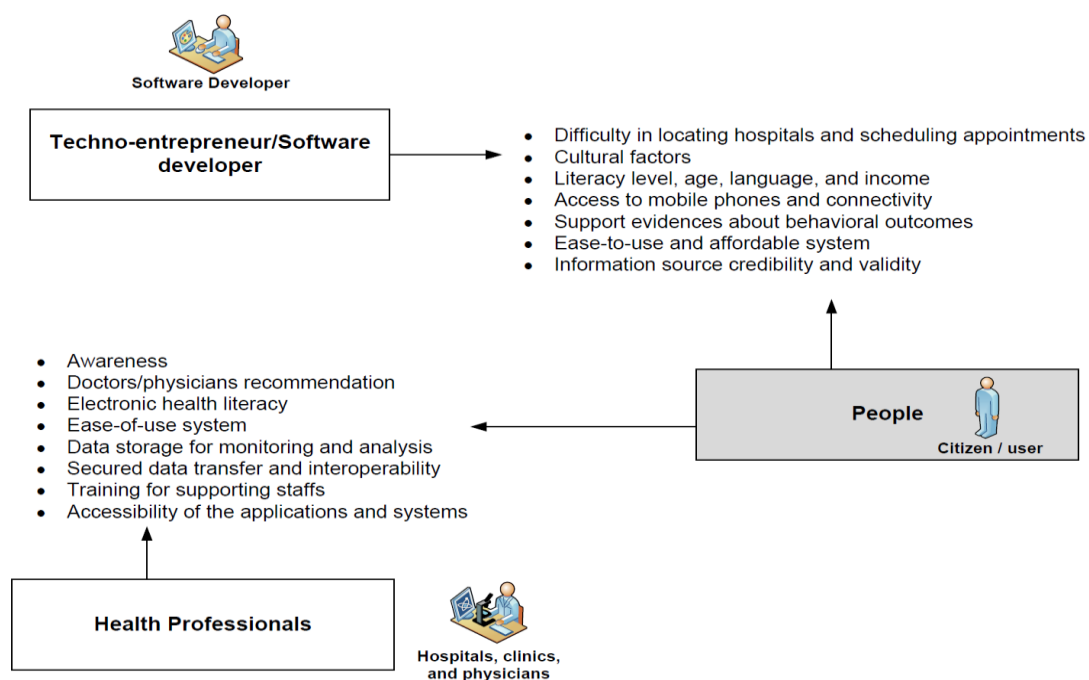 Software Developer
Techno-entrepreneur/Software
developer
• Difficulty in locating hospitals and scheduling appointments
• Cultural factors
• Literacy level, age, language, and income
• Access to mobile phones and connectivity
• Support evidences about behavioral outcomes
• Ease-to-use and affordable system
• Information source credibility and validity
• Awareness
• Doctors/physicians recommendation
• Electronic health literacy
• Ease-of-use system
• Data storage for monitoring and analysis
• Secured data transfer and interoperability
• Training for supporting staffs
• Accessibility of the applications and systems
People
Citizen / user
Health Professionals
Hospitals, clinics,
and physicians